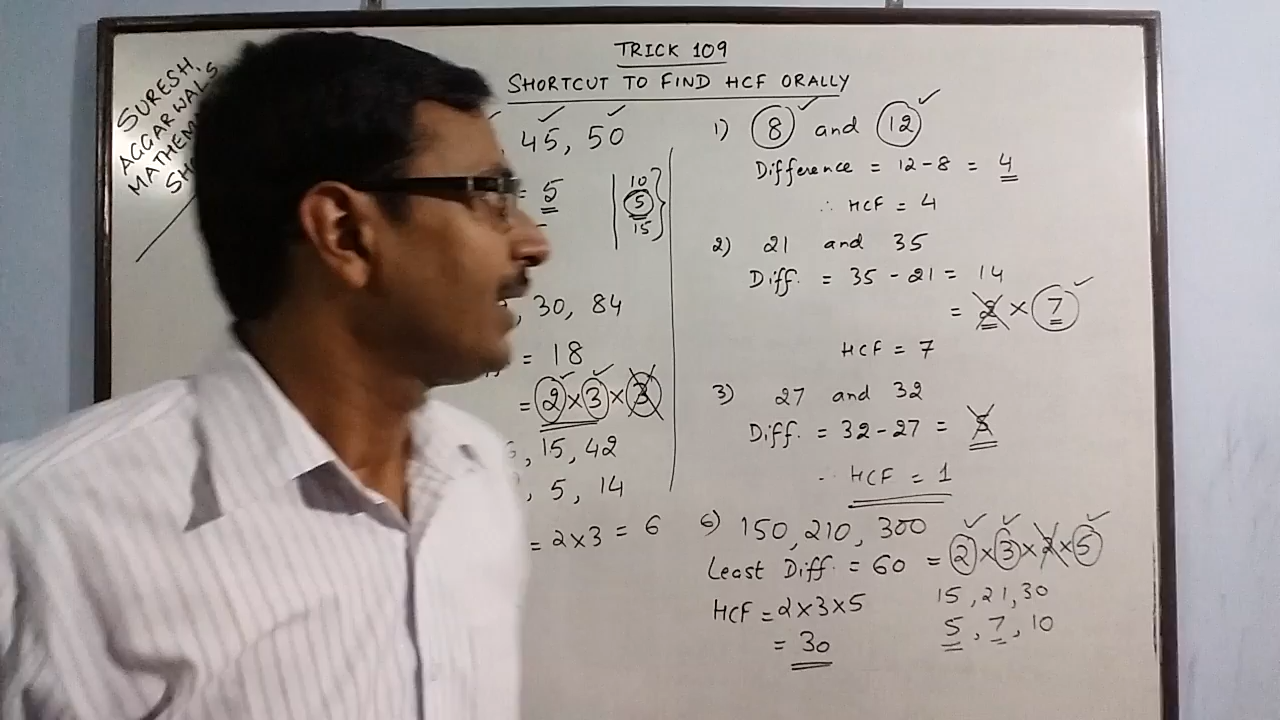 TRICK 109
SHORTCUT TO FIND HCF ORALLY
SURESH
AGGARWAL'S
, 45, 50
= 5
10
5
15
, 30, 84
= 18
= 2 × 3 × 3
, 15, 42
, 5, 14
= 2×3 = 6
1) 8 and 12
Difference = 12-8 = 4
∴ HCF = 4
2) 21 and 35
Diff. = 35 - 21 = 14
= 2 × 7
HCF = 7
3) 27 and 32
Diff. = 32-27 = 5
∴ HCF = 1
6) 150, 210, 300
Least Diff. = 60 = 2×3×2×5
15, 21, 30
5, 7, 10
HCF = 2×3×5
= 30